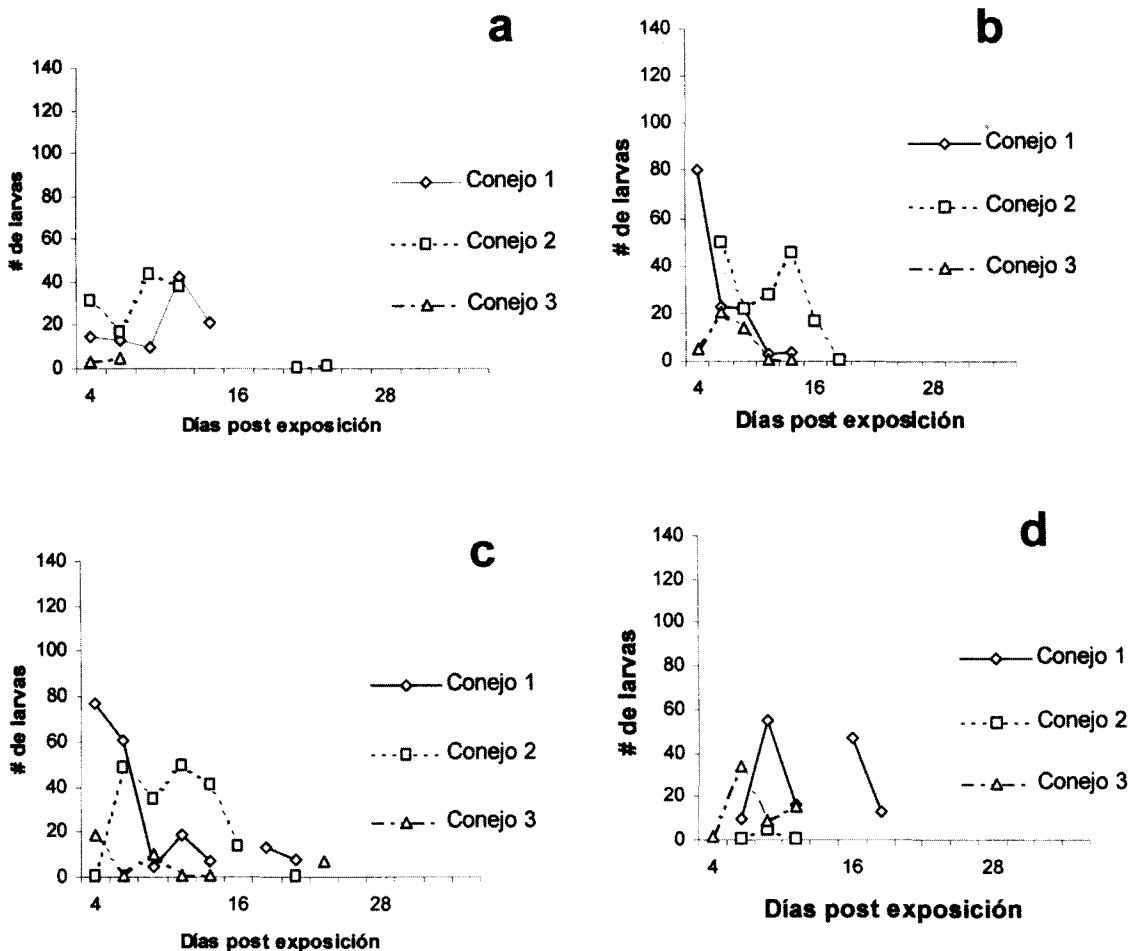 a
140
120
100
80
60
40
20
0
# de larvas
4 16 28
Días post exposición
Conejo 1
Conejo 2
Conejo 3
b
140
120
100
80
60
40
20
0
# de larvas
4 16 28
Días post exposición
Conejo 1
Conejo 2
Conejo 3
c
140
120
100
80
60
40
20
0
# de larvas
4 16 28
Días post exposición
Conejo 1
Conejo 2
Conejo 3
d
140
120
100
80
60
40
20
0
# de larvas
4 16 28
Días post exposición
Conejo 1
Conejo 2
Conejo 3